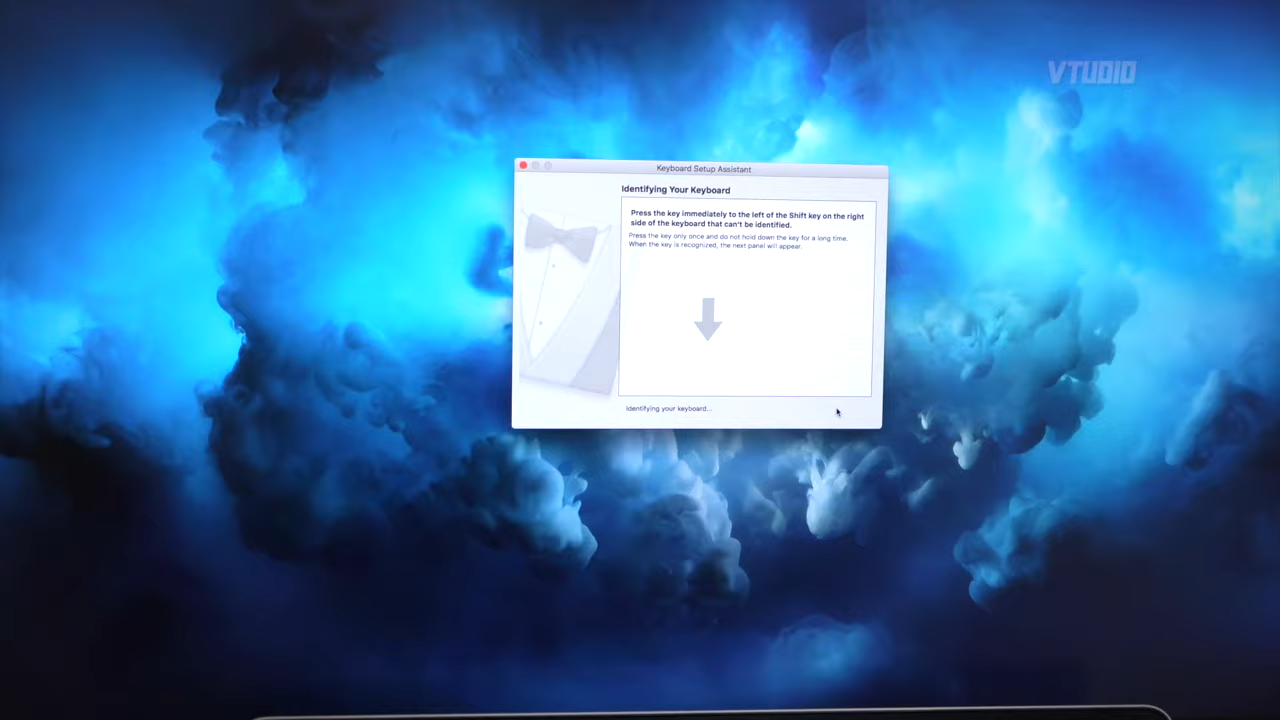 VTUDIO
Keyboard Setup Assistant
Identifying Your Keyboard
Press the key immediately to the left of the Shift key on the right
side of the keyboard that can't be identified.
Press the key only once and do not hold down the key for a long time.
When the key is recognized, the next panel will appear.
Identifying your keyboard...